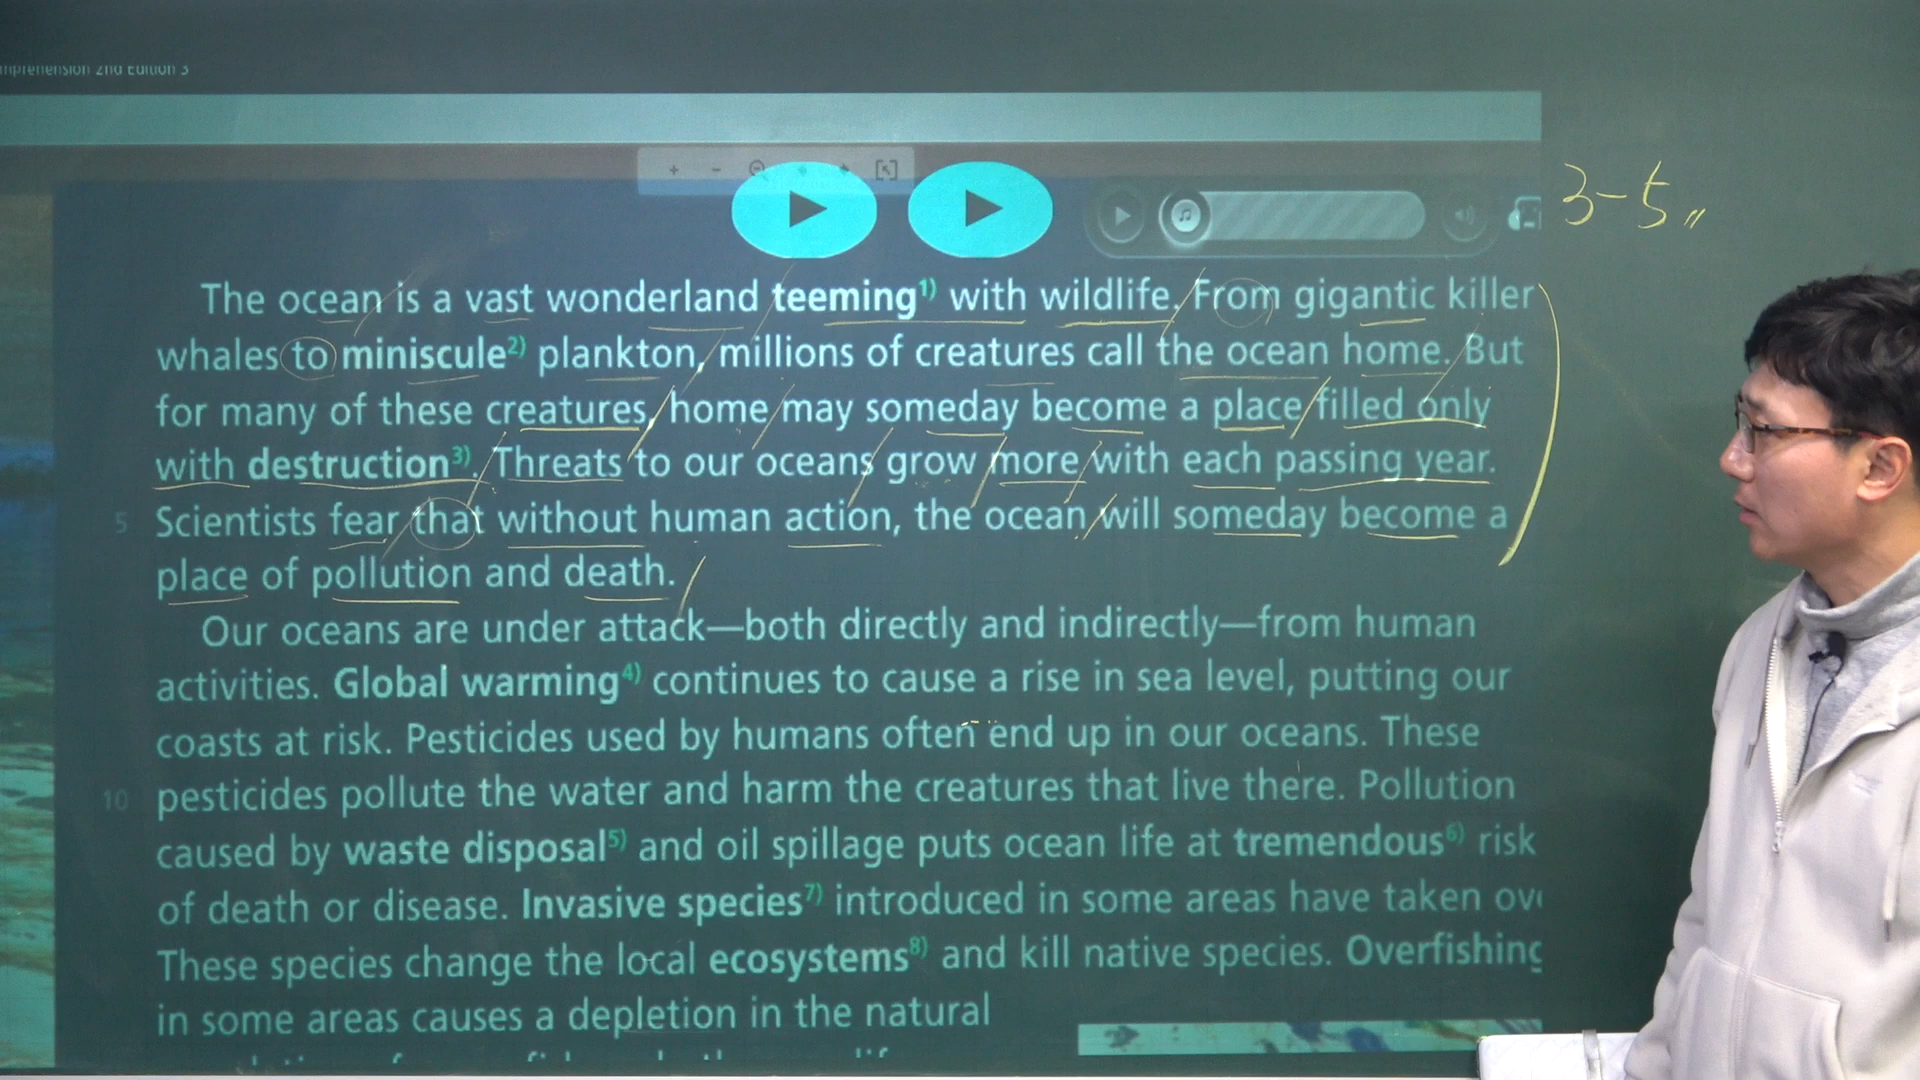 2nd Edition 3
3-5
The ocean is a vast wonderland teeming1) with wildlife. From gigantic killer
whales to miniscule2) plankton, millions of creatures call the ocean home. But
for many of these creatures, home may someday become a place filled only
with destruction3). Threats to our oceans grow more with each passing year.
5 Scientists fear that without human action, the ocean will someday become a
place of pollution and death.
Our oceans are under attack—both directly and indirectly—from human
activities. Global warming4) continues to cause a rise in sea level, putting our
coasts at risk. Pesticides used by humans often end up in our oceans. These
10 pesticides pollute the water and harm the creatures that live there. Pollution
caused by waste disposal5) and oil spillage puts ocean life at tremendous6) risk
of death or disease. Invasive species7) introduced in some areas have taken
These species change the local ecosystems8) and kill native species. Overfishing
in some areas causes a depletion in the natural